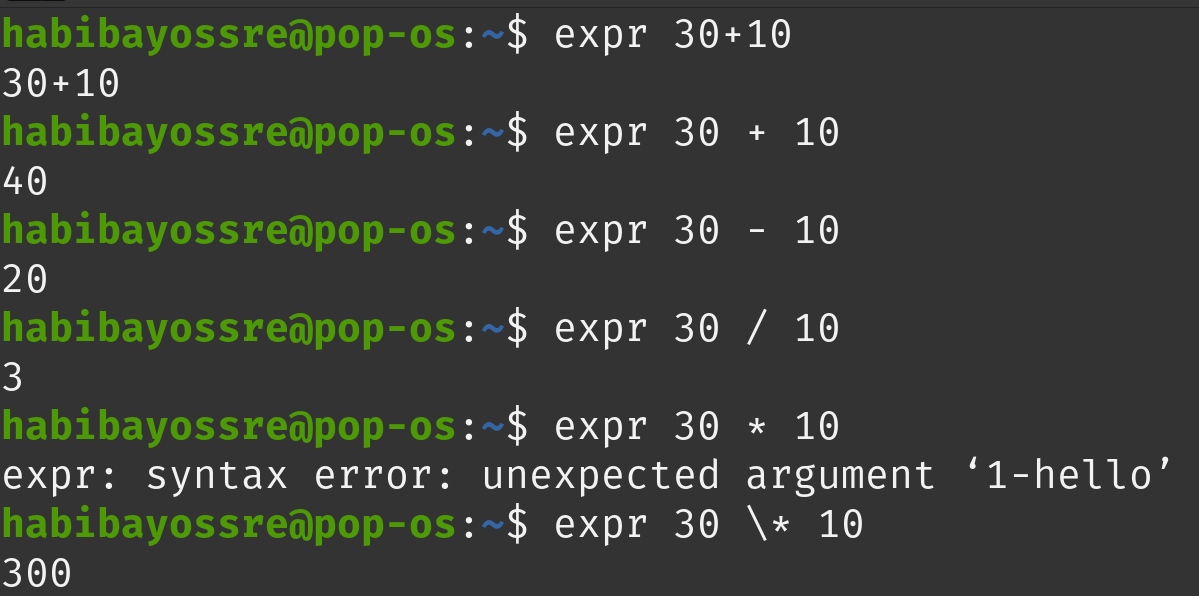 habibayossre@pop-os:~$ expr 30+10
30+10
habibayossre@pop-os:~$ expr 30 + 10
40
habibayossre@pop-os:~$ expr 30 - 10
20
habibayossre@pop-os:~$ expr 30 / 10
3
habibayossre@pop-os:~$ expr 30 * 10
expr: syntax error: unexpected argument ‘1-hello’
habibayossre@pop-os:~$ expr 30 \* 10
300